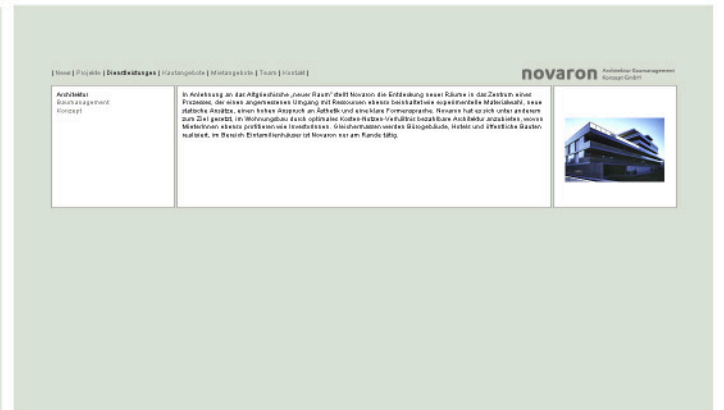 | News | Projekte | Dienstleistungen | Kaufangebote | Mietangebote | Team | Kontakt |
novaron Architektur Baumanagement
Konzept GmbH
Architektur
Baumanagement
Konzept
In Anlehnung an das Altgriechische „neuer Raum“ stellt Novaron die Entdeckung neuer Räume in das Zentrum eines
Prozesses, der einen angemessenen Umgang mit Ressourcen ebenso beinhaltet wie experimentelle Materialwahl, neue
statische Ansätze, einen hohen Anspruch an Ästhetik und eine klare Formensprache. Novaron hat es sich unter anderem
zum Ziel gesetzt, im Wohnungsbau durch optimales Kosten-Nutzen-Verhältnis bezahlbare Architektur anzubieten, wovon
MieterInnen ebenso profitieren wie InvestorInnen. Gleichermassen werden Bürogebäude, Hotels und öffentliche Bauten
realisiert, im Bereich Einfamilienhäuser ist Novaron nur am Rande tätig.